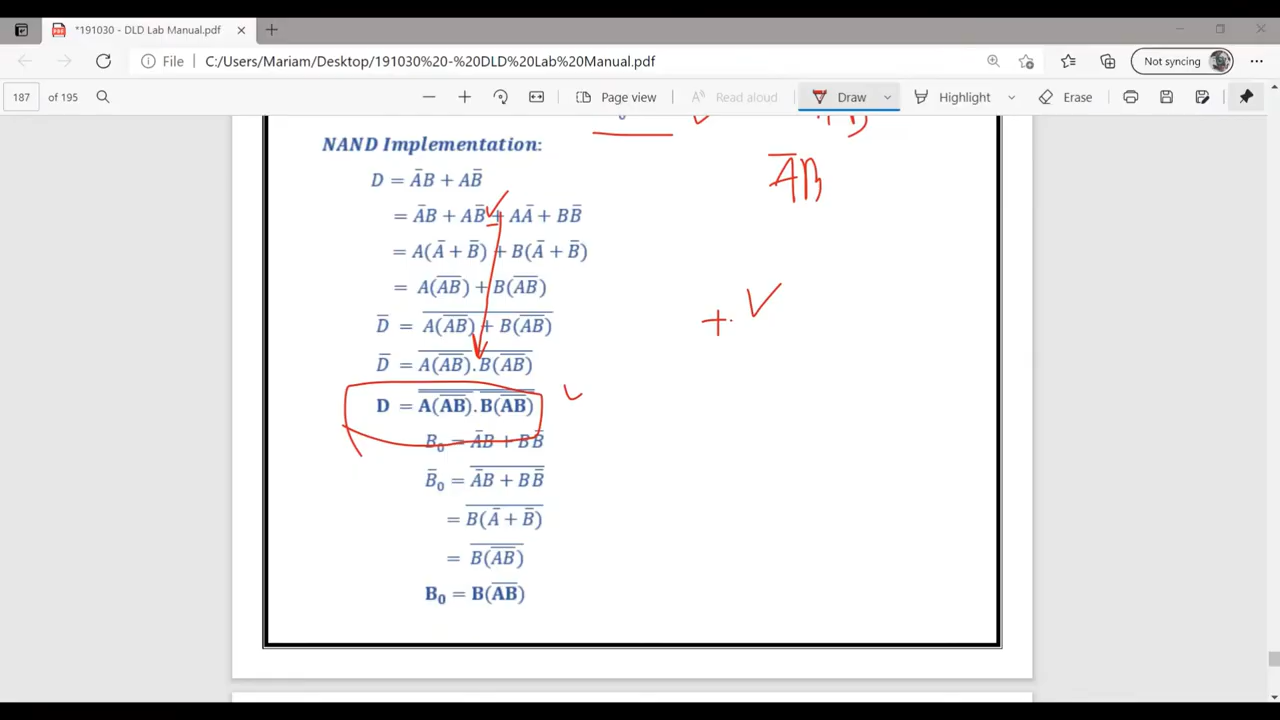 *191030 - DLD Lab Manual.pdf
File C:/Users/Mariam/Desktop/191030%20-%20DLD%20Lab%20Manual.pdf Not syncing
187 of 195 Page view Read aloud Draw Highlight Erase
NAND Implementation:
D = A̅B + AB̅
= A̅B + AB̅ + AA̅ + BB̅
= A(A̅ + B̅) + B(A̅ + B̅)
= A(A̅B̅) + B(A̅B̅)
D̅ = A(A̅B̅) + B(A̅B̅)
D̅ = A(A̅B̅).B(A̅B̅)
D = A(A̅B̅).B(A̅B̅)
B₀ = A̅B + BB̅
B̅₀ = A̅B + BB̅
= B(A̅ + B̅)
= B(A̅B̅)
B₀ = B(A̅B̅)
A̅B
+